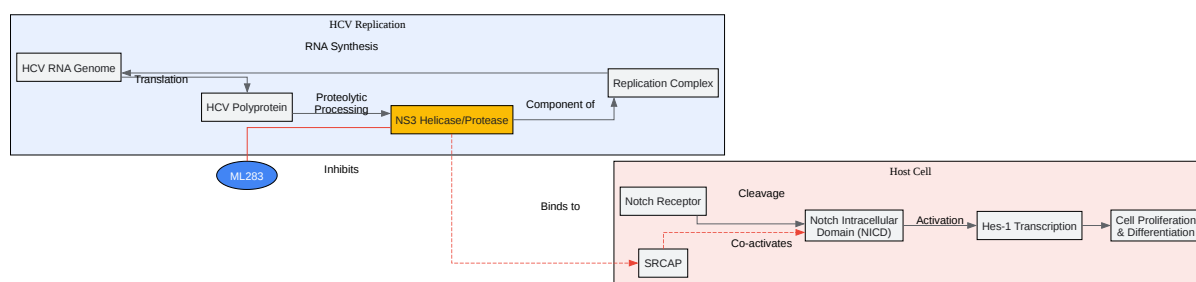 HCV Replication
RNA Synthesis
HCV RNA Genome
Translation
Replication Complex
HCV Polyprotein
Proteolytic
Processing
Component of
NS3 Helicase/Protease
ML283
Inhibits
Binds to
Host Cell
Notch Receptor
Cleavage
Notch Intracellular
Domain (NICD)
Activation
Hes-1 Transcription
Cell Proliferation
& Differentiation
Co-activates
SRCAP